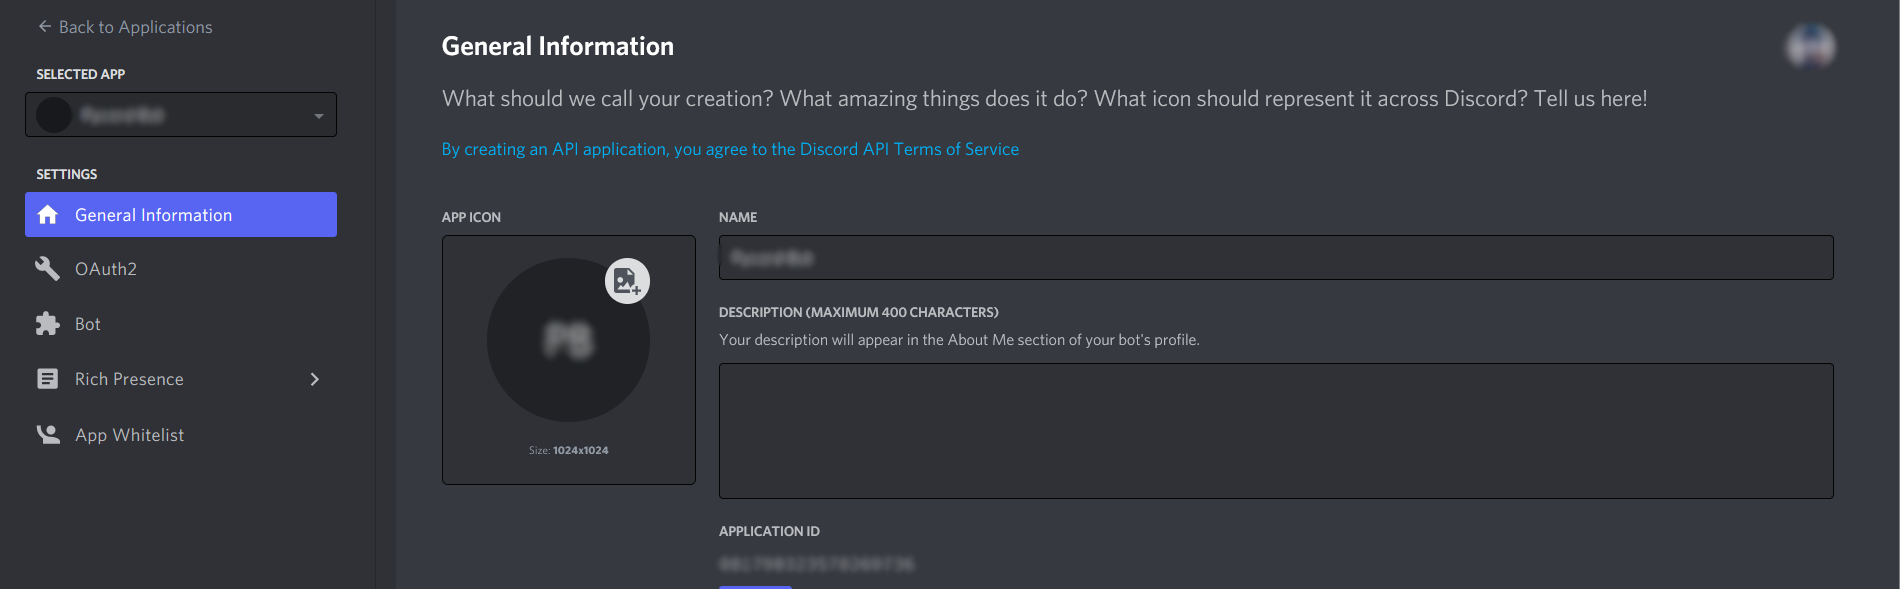 Back to Applications
SELECTED APP
SETTINGS
General Information
OAuth2
Bot
Rich Presence
App Whitelist
General Information
What should we call your creation? What amazing things does it do? What icon should represent it across Discord? Tell us here!
By creating an API application, you agree to the Discord API Terms of Service
APP ICON
Size: 1024x1024
NAME
DESCRIPTION (MAXIMUM 400 CHARACTERS)
Your description will appear in the About Me section of your bot's profile.
APPLICATION ID